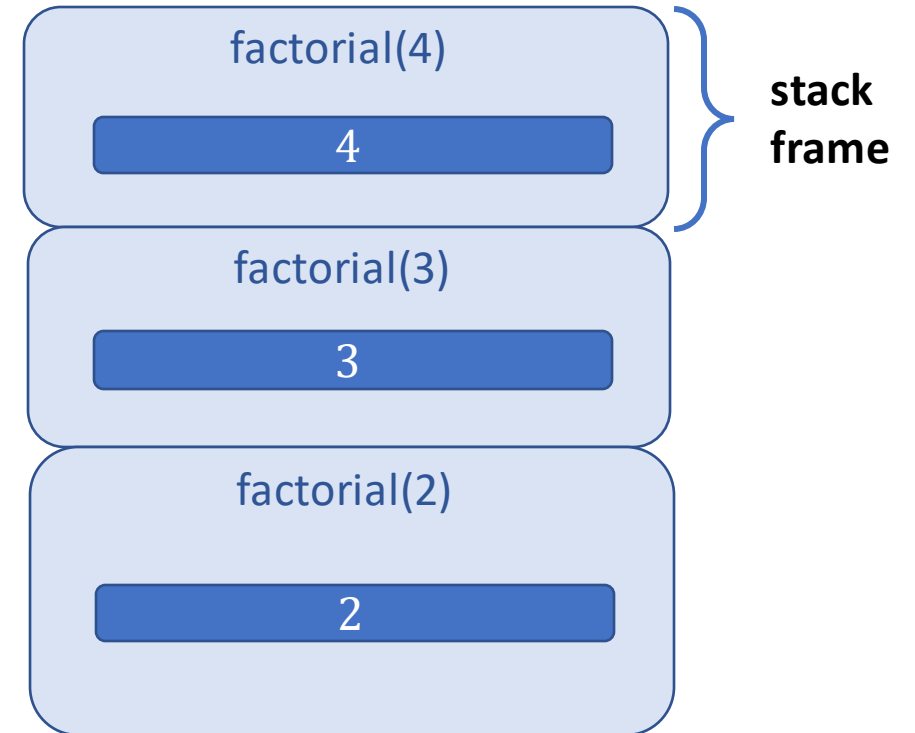 factorial(4)
4
stack
frame
factorial(3)
3
factorial(2)
2